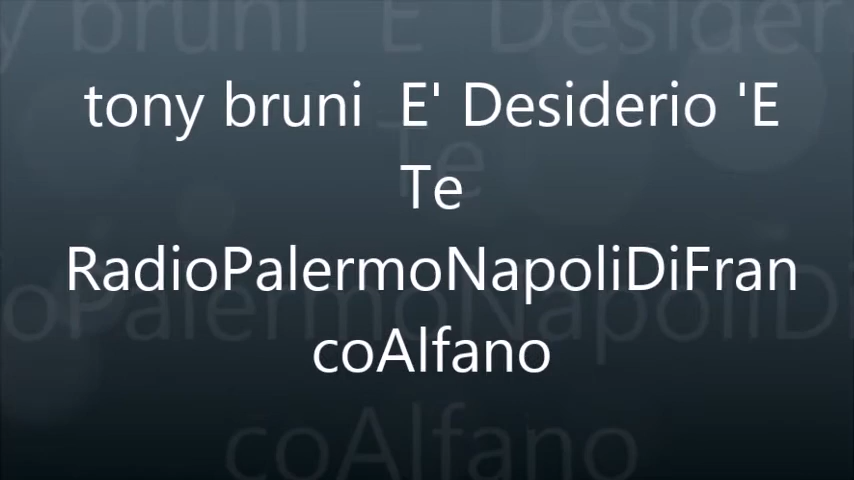 tony bruni  E' Desiderio 'E
Te
RadioPalermoNapoliDiFran
coAlfano